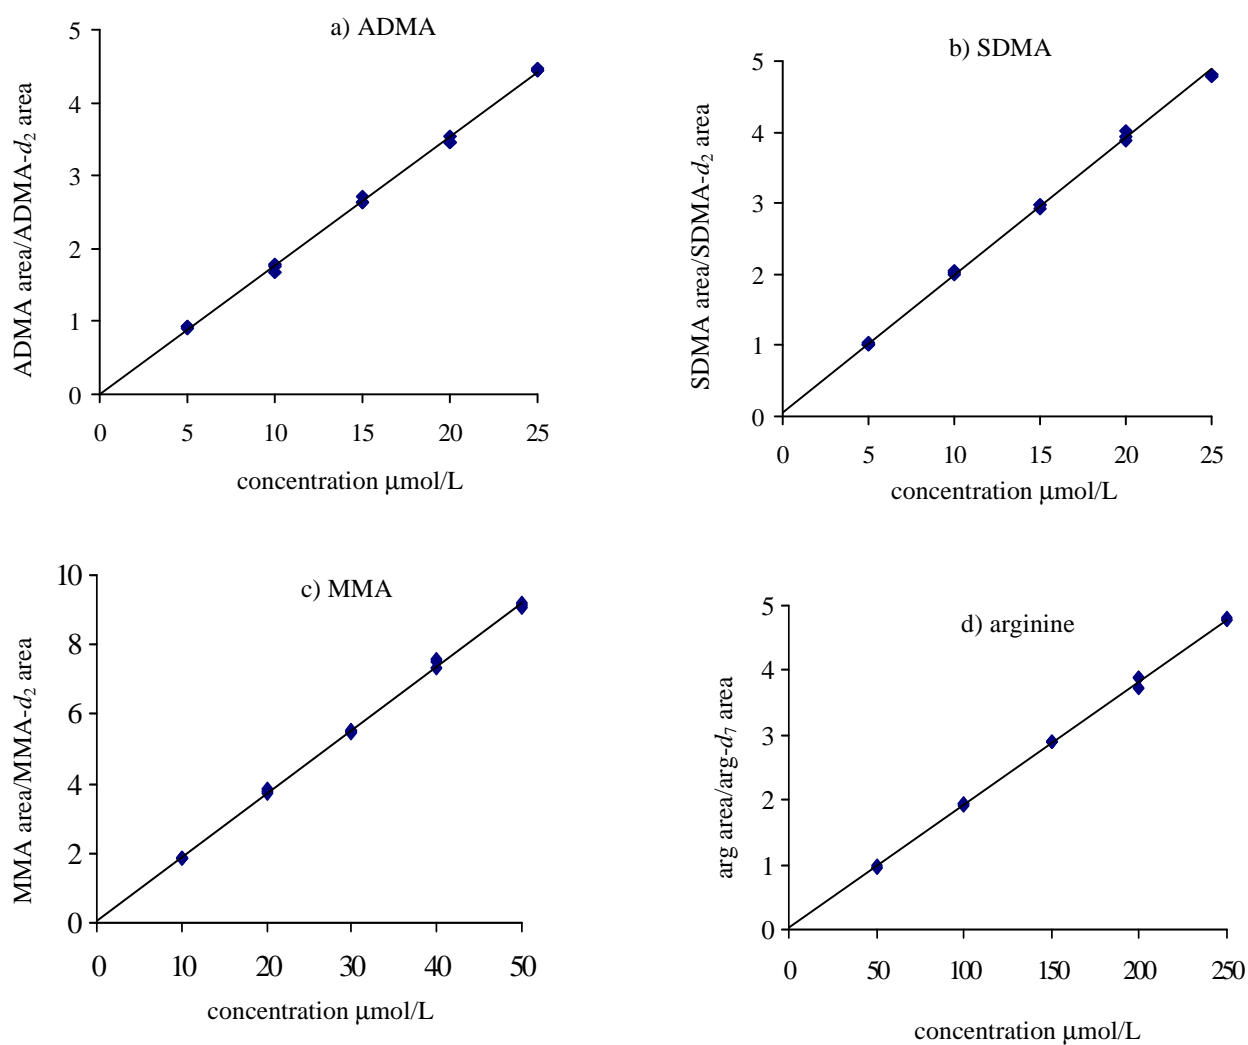 a) ADMA
ADMA area/ADMA-d₂ area
5
4
3
2
1
0
0 5 10 15 20 25
concentration μmol/L
b) SDMA
SDMA area/SDMA-d₂ area
5
4
3
2
1
0
0 5 10 15 20 25
concentration μmol/L
c) MMA
MMA area/MMA-d₂ area
10
8
6
4
2
0
0 10 20 30 40 50
concentration μmol/L
d) arginine
arg area/arg-d₇ area
5
4
3
2
1
0
0 50 100 150 200 250
concentration μmol/L